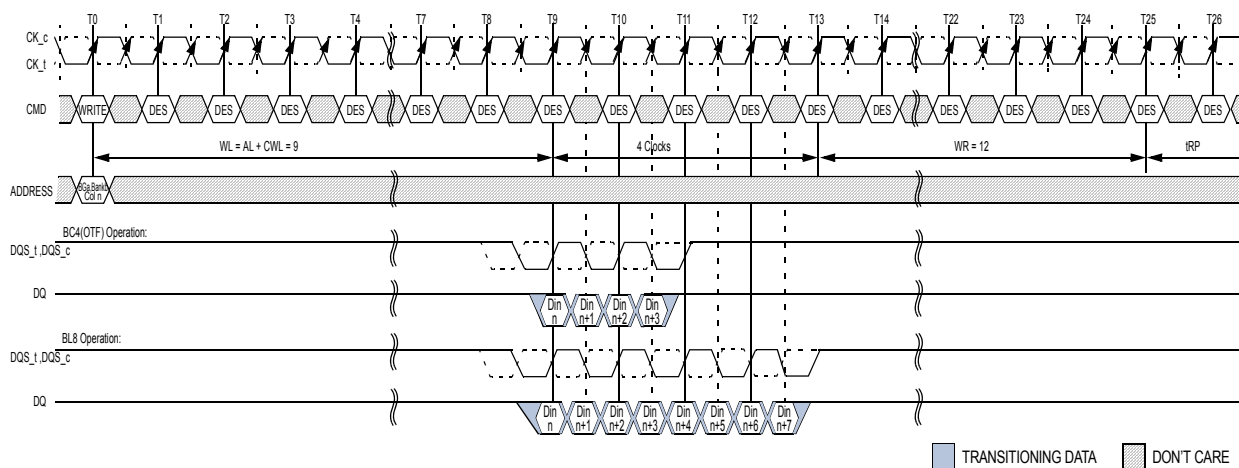 T0 T1 T2 T3 T4 T7 T8 T9 T10 T11 T12 T13 T14 T22 T23 T24 T25 T26
CK_c
CK_t
CMD WRITE DES DES DES DES DES DES DES DES DES DES DES DES DES DES DES DES DES
WL = AL + CWL = 9 4 Clocks WR = 12 tRP
ADDRESS BGa,Bankb
Col n
BC4(OTF) Operation:
DQS_t ,DQS_c
DQ Din Din Din Din
n n+1 n+2 n+3
BL8 Operation:
DQS_t ,DQS_c
DQ Din Din Din Din Din Din Din Din
n n+1 n+2 n+3 n+4 n+5 n+6 n+7
TRANSITIONING DATA DON'T CARE